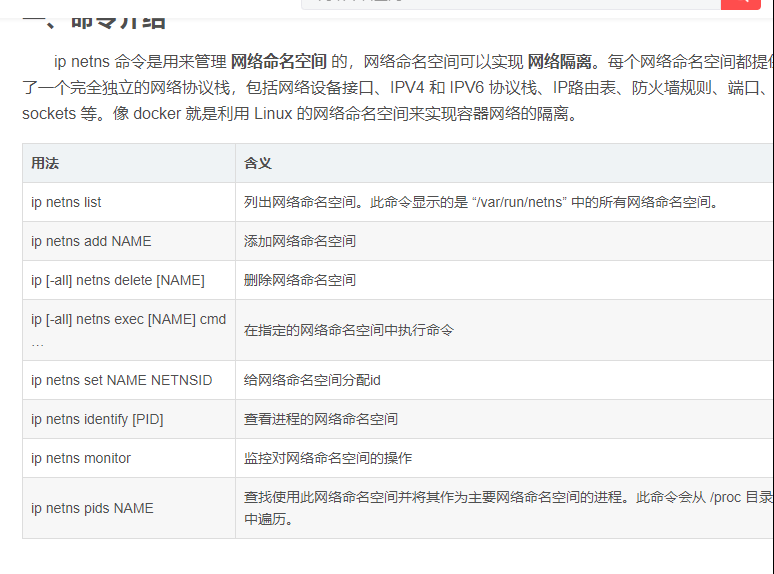 一、命令介绍
ip netns 命令是用来管理 网络命名空间 的，网络命名空间可以实现 网络隔离。每个网络命名空间都提供
了一个完全独立的网络协议栈，包括网络设备接口、IPV4 和 IPV6 协议栈、IP路由表、防火墙规则、端口、
sockets 等。像 docker 就是利用 Linux 的网络命名空间来实现容器网络的隔离。
用法 含义
ip netns list 列出网络命名空间。此命令显示的是 “/var/run/netns” 中的所有网络命名空间。
ip netns add NAME 添加网络命名空间
ip [-all] netns delete [NAME] 删除网络命名空间
ip [-all] netns exec [NAME] cmd
… 在指定的网络命名空间中执行命令
ip netns set NAME NETNSID 给网络命名空间分配id
ip netns identify [PID] 查看进程的网络命名空间
ip netns monitor 监控对网络命名空间的操作
ip netns pids NAME 查找使用此网络命名空间并将其作为主要网络命名空间的进程。此命令会从 /proc 目录
中遍历。